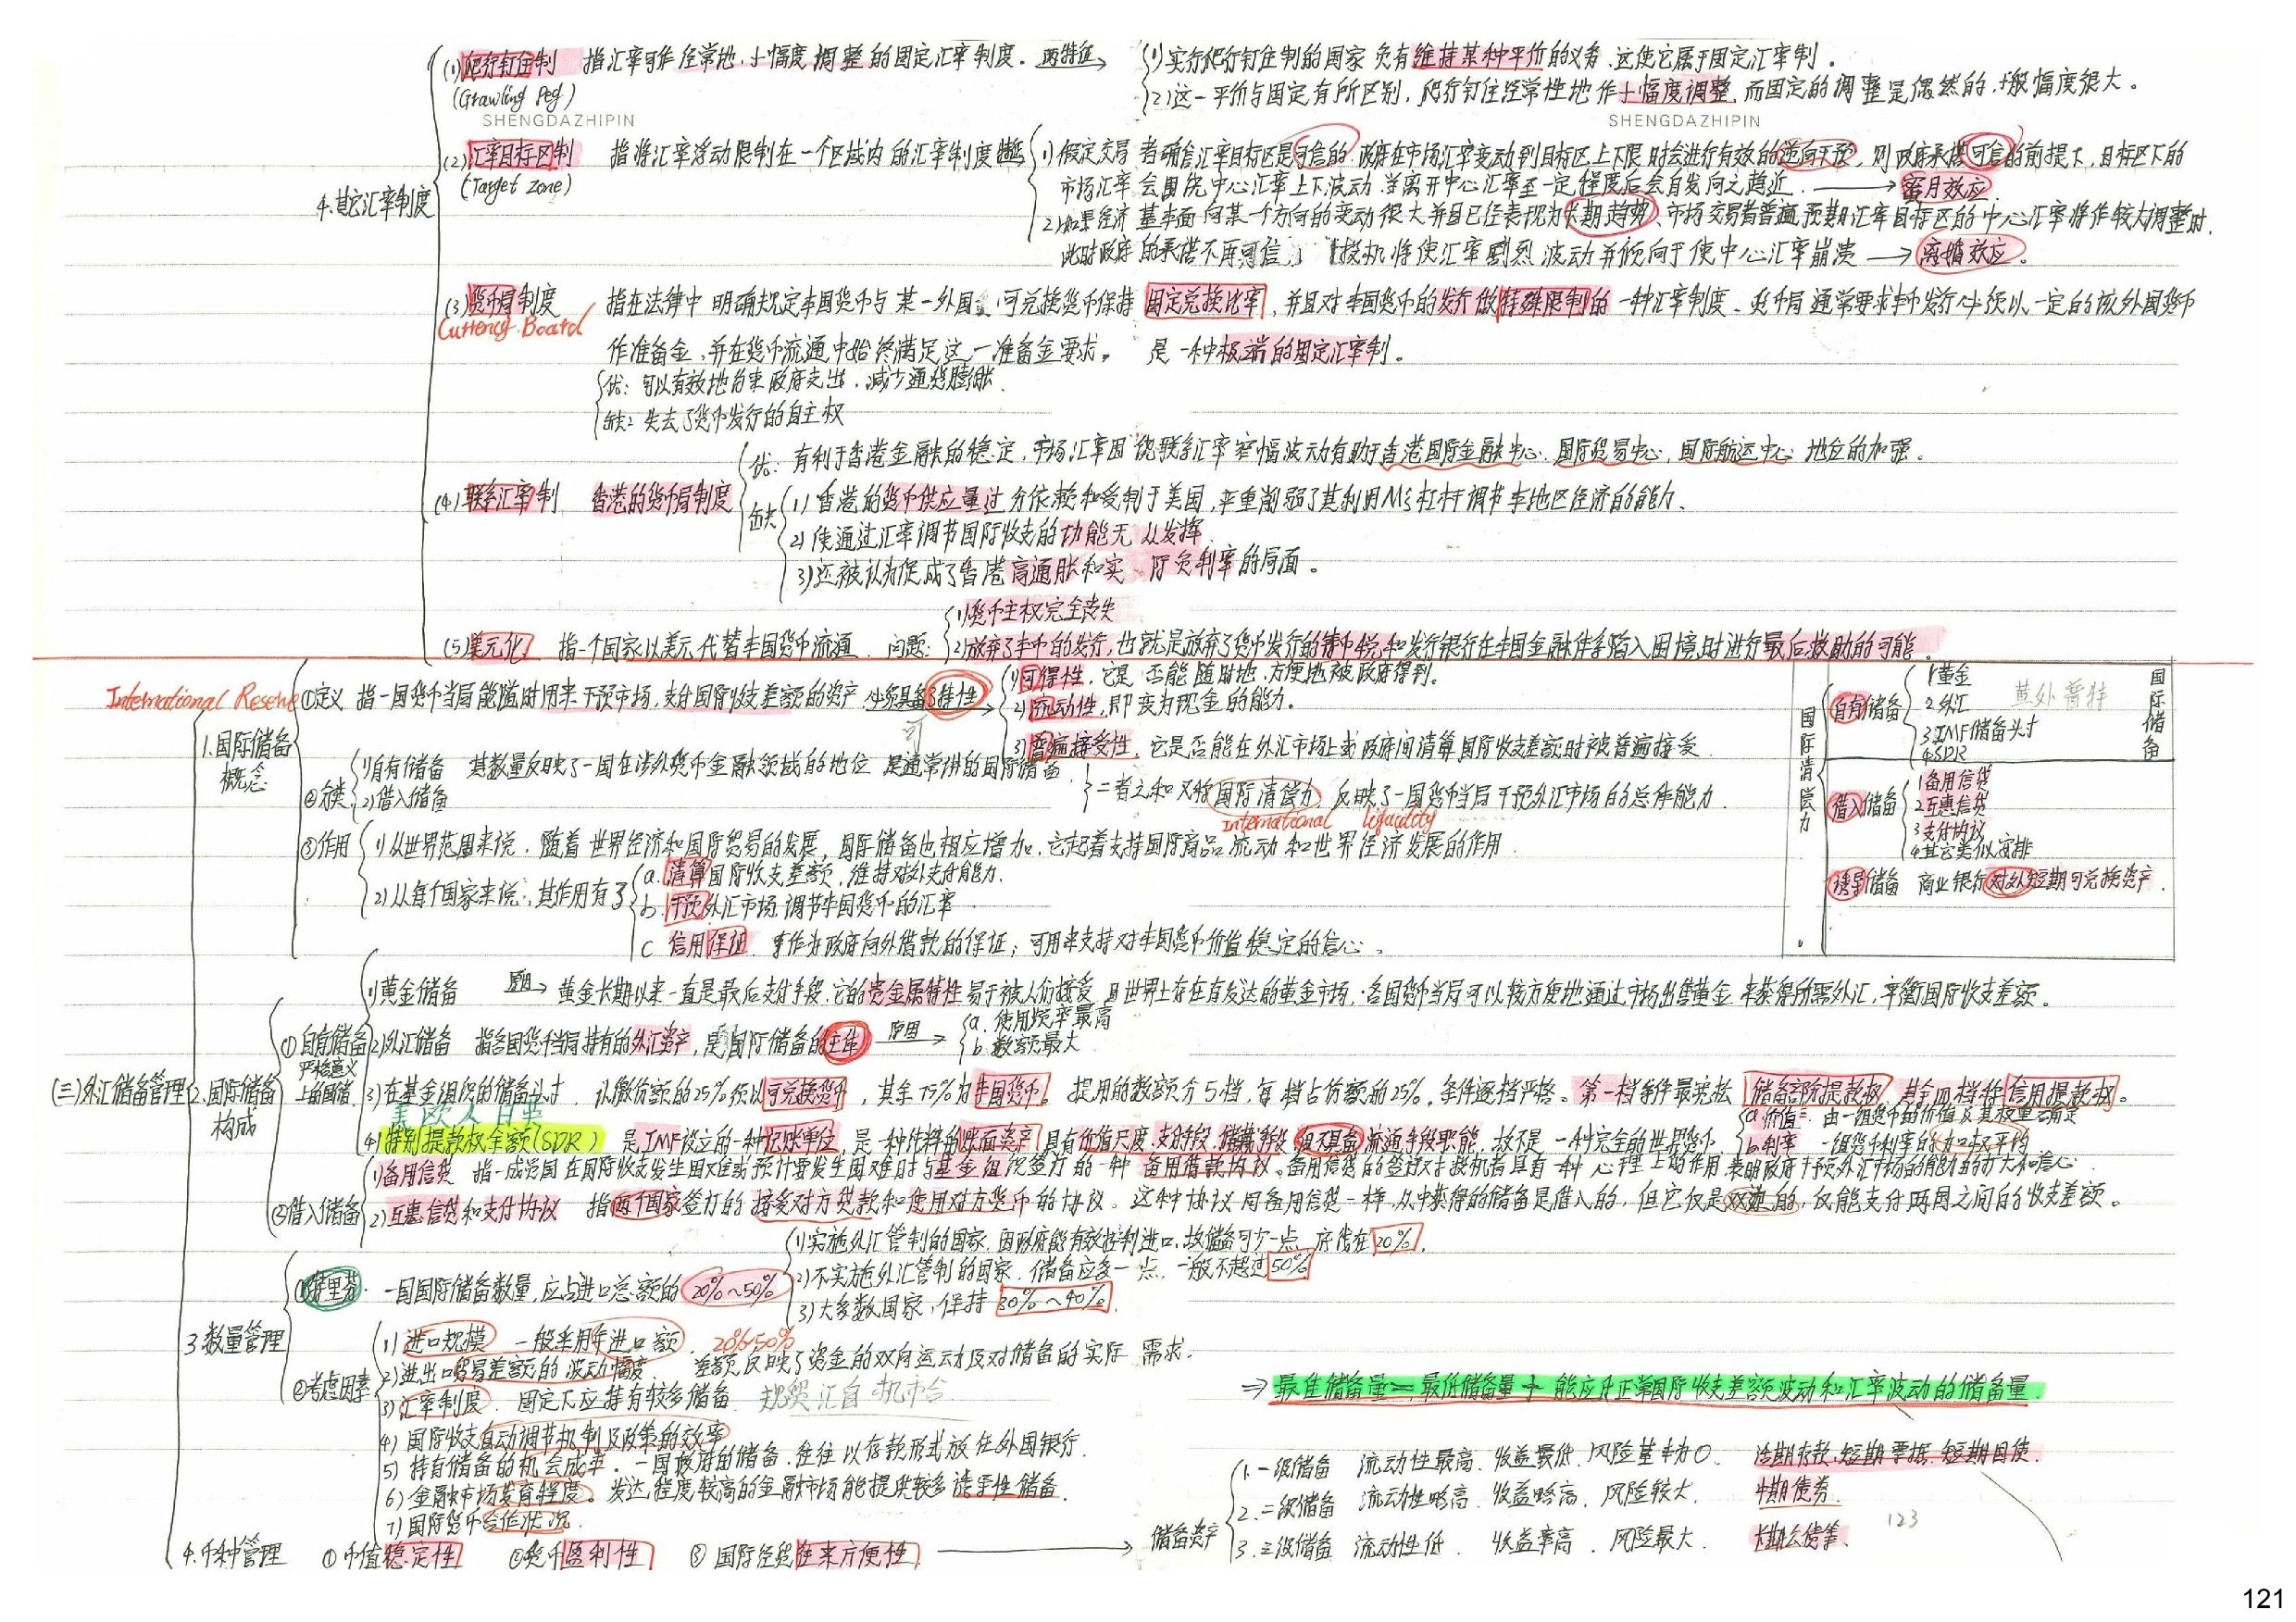 4.其它汇率制度
(1)爬行钉住制 指汇率可作经常地、小幅度调整的固定汇率制度. 两特征→
(Crawling Peg)
1)实行爬行钉住制的国家负有维持某种平价的义务,这使它属于固定汇率制.
2)这一平价与固定有所区别,爬行钉住经常性地作小幅度调整,而固定的调整是偶然的,一般幅度很大.
SHENGDAZHIPIN SHENGDAZHIPIN
(2)汇率目标区制 指将汇率浮动限制在一个区域内的汇率制度
(Target Zone)
1)假定交易者确信汇率目标区是可信的,政府在市场汇率变动到目标区上下限时会进行有效的逆向干预,则政府承诺可信的前提下,目标区下的
市场汇率会围绕中心汇率上下波动,当离开中心汇率至一定程度后会自发向之趋近. → 蜜月效应
2)如果经济基本面向某一个方向的变动很大并且已经表现为长期趋势,市场交易者普遍预期汇率目标区的中心汇率将作较大调整时,
此时政府的承诺不再可信,投机将使汇率剧烈波动并倾向于使中心汇率崩溃 → 离婚效应.
(3)货币局制度 指在法律中明确规定本国货币与某一外国可兑换货币保持固定兑换比率,并且对本国货币的发行做特殊限制的一种汇率制度.货币局通常要求本币发行必须以一定的该外国货币
Currency Board
作准备金,并在货币流通中始终满足这一准备金要求. 是一种极端的固定汇率制.
优:可以有效地约束政府支出,减少通货膨胀.
缺:失去了货币发行的自主权
(4)联系汇率制 香港的货币局制度
优:有利于香港金融的稳定,市场汇率围绕联系汇率窄幅波动有助于香港国际金融中心、国际贸易中心、国际航运中心地位的加强.
缺
1)香港的货币供应量过分依赖和受制于美国,严重削弱了其利用Ms杠杆调节本地区经济的能力.
2)使通过汇率调节国际收支的功能无从发挥
3)还被认为促成了香港高通胀和实际负利率的局面.
(5)美元化 指一个国家以美元代替本国货币流通 问题:
1)货币主权完全丧失
2)放弃了本币的发行,也就是放弃了货币发行的铸币税和发行银行在本国金融体系陷入困境时进行最后救助的可能.
(三)外汇储备管理
International Reserve
1.国际储备概念
①定义 指一国货币当局能随时用来干预市场,支付国际收支差额的资产 必须具备3特性
1)可得性,它是否能随时地、方便地被政府得到.
2)流动性,即变为现金的能力.
3)普遍接受性,它是否能在外汇市场上或政府间清算国际收支差额时被普遍接受
②分类
1)自有储备 其数量反映了一国在涉外货币金融领域的地位 是通常讲的国际储备
2)借入储备
二者之和又称国际清偿力,反映了一国货币当局干预外汇市场的总体能力.
International liquidity
③作用
1)从世界范围来说,随着世界经济和国际贸易的发展,国际储备也相应增加,它起着支持国际商品流动和世界经济发展的作用
2)从每个国家来说,其作用有3
a.清算国际收支差额,维持对外支付能力.
b.干预外汇市场,调节本国货币的汇率
c 信用保证 可作为政府向外借款的保证;可用来支持对本国货币价值稳定的信心.
国际清偿力
自有储备
1黄金
2.外汇 黄外普特
3.IMF储备头寸
4SDR
国际储备
借入储备
1备用信贷
2互惠信贷
3支付协议
4其它类似安排
诱导储备 商业银行对外短期可兑换资产.
2.国际储备构成
①自有储备 严格意义上的国储
1)黄金储备 原因→ 黄金长期以来一直是最后支付手段,它的贵金属特性易于被人们接受,且世界上存在有发达的黄金市场,各国货币当局可以较方便地通过市场出售黄金来获得所需外汇,平衡国际收支差额.
2)外汇储备 指各国货币当局持有的外汇资产,是国际储备的主体 原因→
a.使用频率最高
b.数额最大
3)在基金组织的储备头寸 认缴份额的25%须以可兑换货币,其余75%为本国货币. 提用的数额分5档,每档占份额的25%,条件逐档严格.第一档条件最宽松 储备部分提款权,其余四档称信用提款权.
美欧人日英
4)特别提款权余额(SDR) 是IMF设立的一种记账单位,是一种纯粹的账面资产,具有价值尺度、支付手段、储藏手段 但不具备流通手段职能,故不是一种完全的世界货币.
a.价值:由一组货币的价值及其权重确定
b.利率 一组货币利率的加权平均
②借入储备
1)备用信贷 指一成员国在国际收支发生困难或预计要发生困难时与基金组织签订的一种备用借款协议.备用信贷的签订对投机者具有一种心理上的作用 表明政府干预外汇市场的能力的扩大和信心
2)互惠信贷和支付协议 指两个国家签订的接受对方贷款和使用对方货币的协议.这种协议同备用信贷一样,从中获得的储备是借入的,但它仅是双边的,仅能支付两国之间的收支差额.
3数量管理
①特里芬 一国国际储备数量,应占进口总额的20%~50%
1)实施外汇管制的国家,因政府能有效控制进口,故储备可少一点 底线在20%.
2)不实施外汇管制的国家,储备应多一点,一般不超过50%
3)大多数国家,保持30%~40%.
②考虑因素
1)进口规模 一般采用年进口额 20%~50%
2)进出口贸易差额的波动幅度 差额反映了资金的双向运动及对储备的实际需求.
3)汇率制度. 固定下应持有较多储备 规贸汇自机市合
4)国际收支自动调节机制及政策的效率
5)持有储备的机会成本.一国政府的储备,往往以存款形式放在外国银行.
6)金融市场发育程度.发达程度较高的金融市场能提供较多诱导性储备.
7)国际货币合作状况.
⇒ 最佳储备量=最低储备量+能应付正常国际收支差额波动和汇率波动的储备量
4.币种管理 ①币值稳定性 ②货币盈利性 ③国际经贸往来方便性 →
储备资产
1.一级储备 流动性最高、收益最低、风险基本为0. 活期存款、短期票据、短期国债.
2.二级储备 流动性略高、收益略高、风险较大. 中期债券.
3.三级储备 流动性低. 收益率高. 风险最大. 长期公债等.
123
121